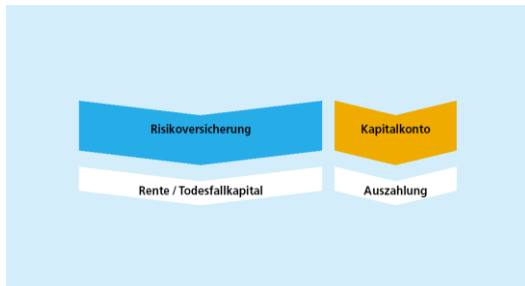 Risikoversicherung
Kapitalkonto
Rente / Todesfallkapital
Auszahlung